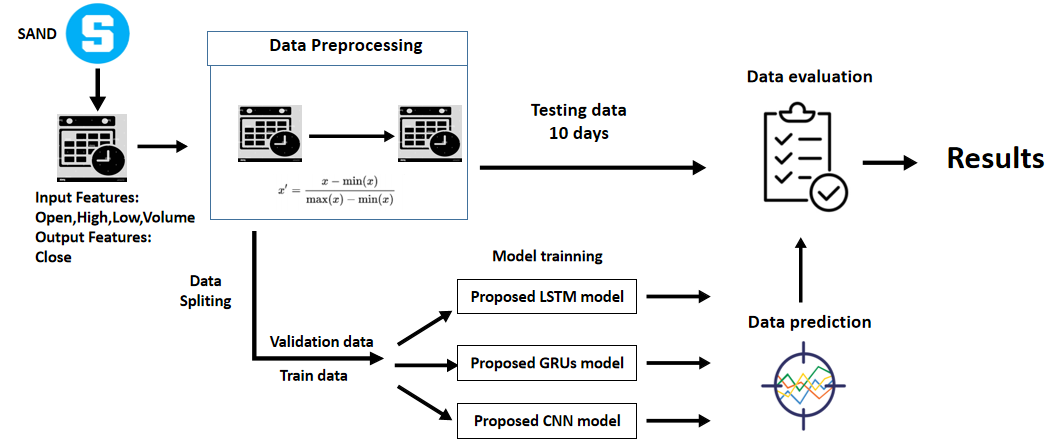 SAND
S
Data Preprocessing
x′ = x − min(x) / max(x) − min(x)
Input Features:
Open,High,Low,Volume
Output Features:
Close
Testing data
10 days
Data evaluation
Results
Data
Spliting
Validation data
Train data
Model trainning
Proposed LSTM model
Proposed GRUs model
Proposed CNN model
Data prediction